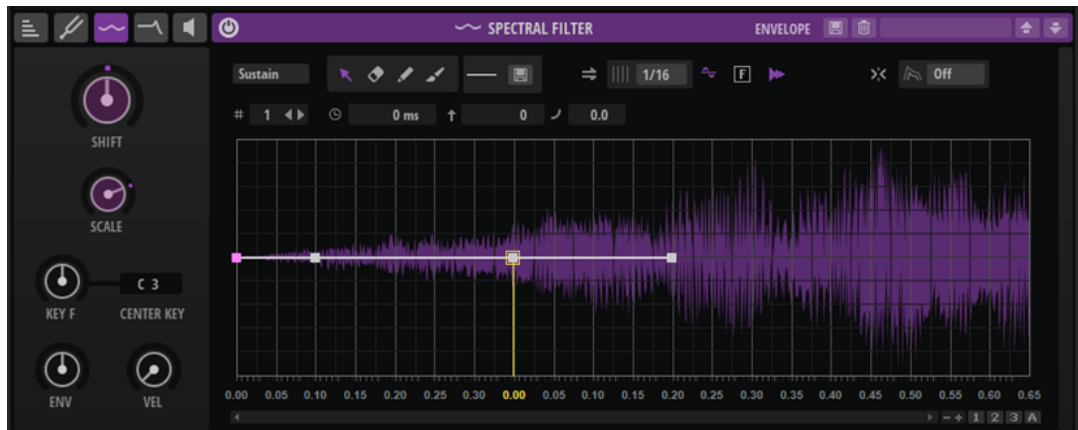 SPECTRAL FILTER ENVELOPE
Sustain 1/16 F Off
# 1 0 ms 0 0.0
SHIFT
SCALE
C 3
KEY F CENTER KEY
ENV VEL
0.00 0.05 0.10 0.15 0.20 0.25 0.30 0.00 0.05 0.10 0.15 0.20 0.25 0.30 0.35 0.40 0.45 0.50 0.55 0.60 0.65
- + 1 2 3 A